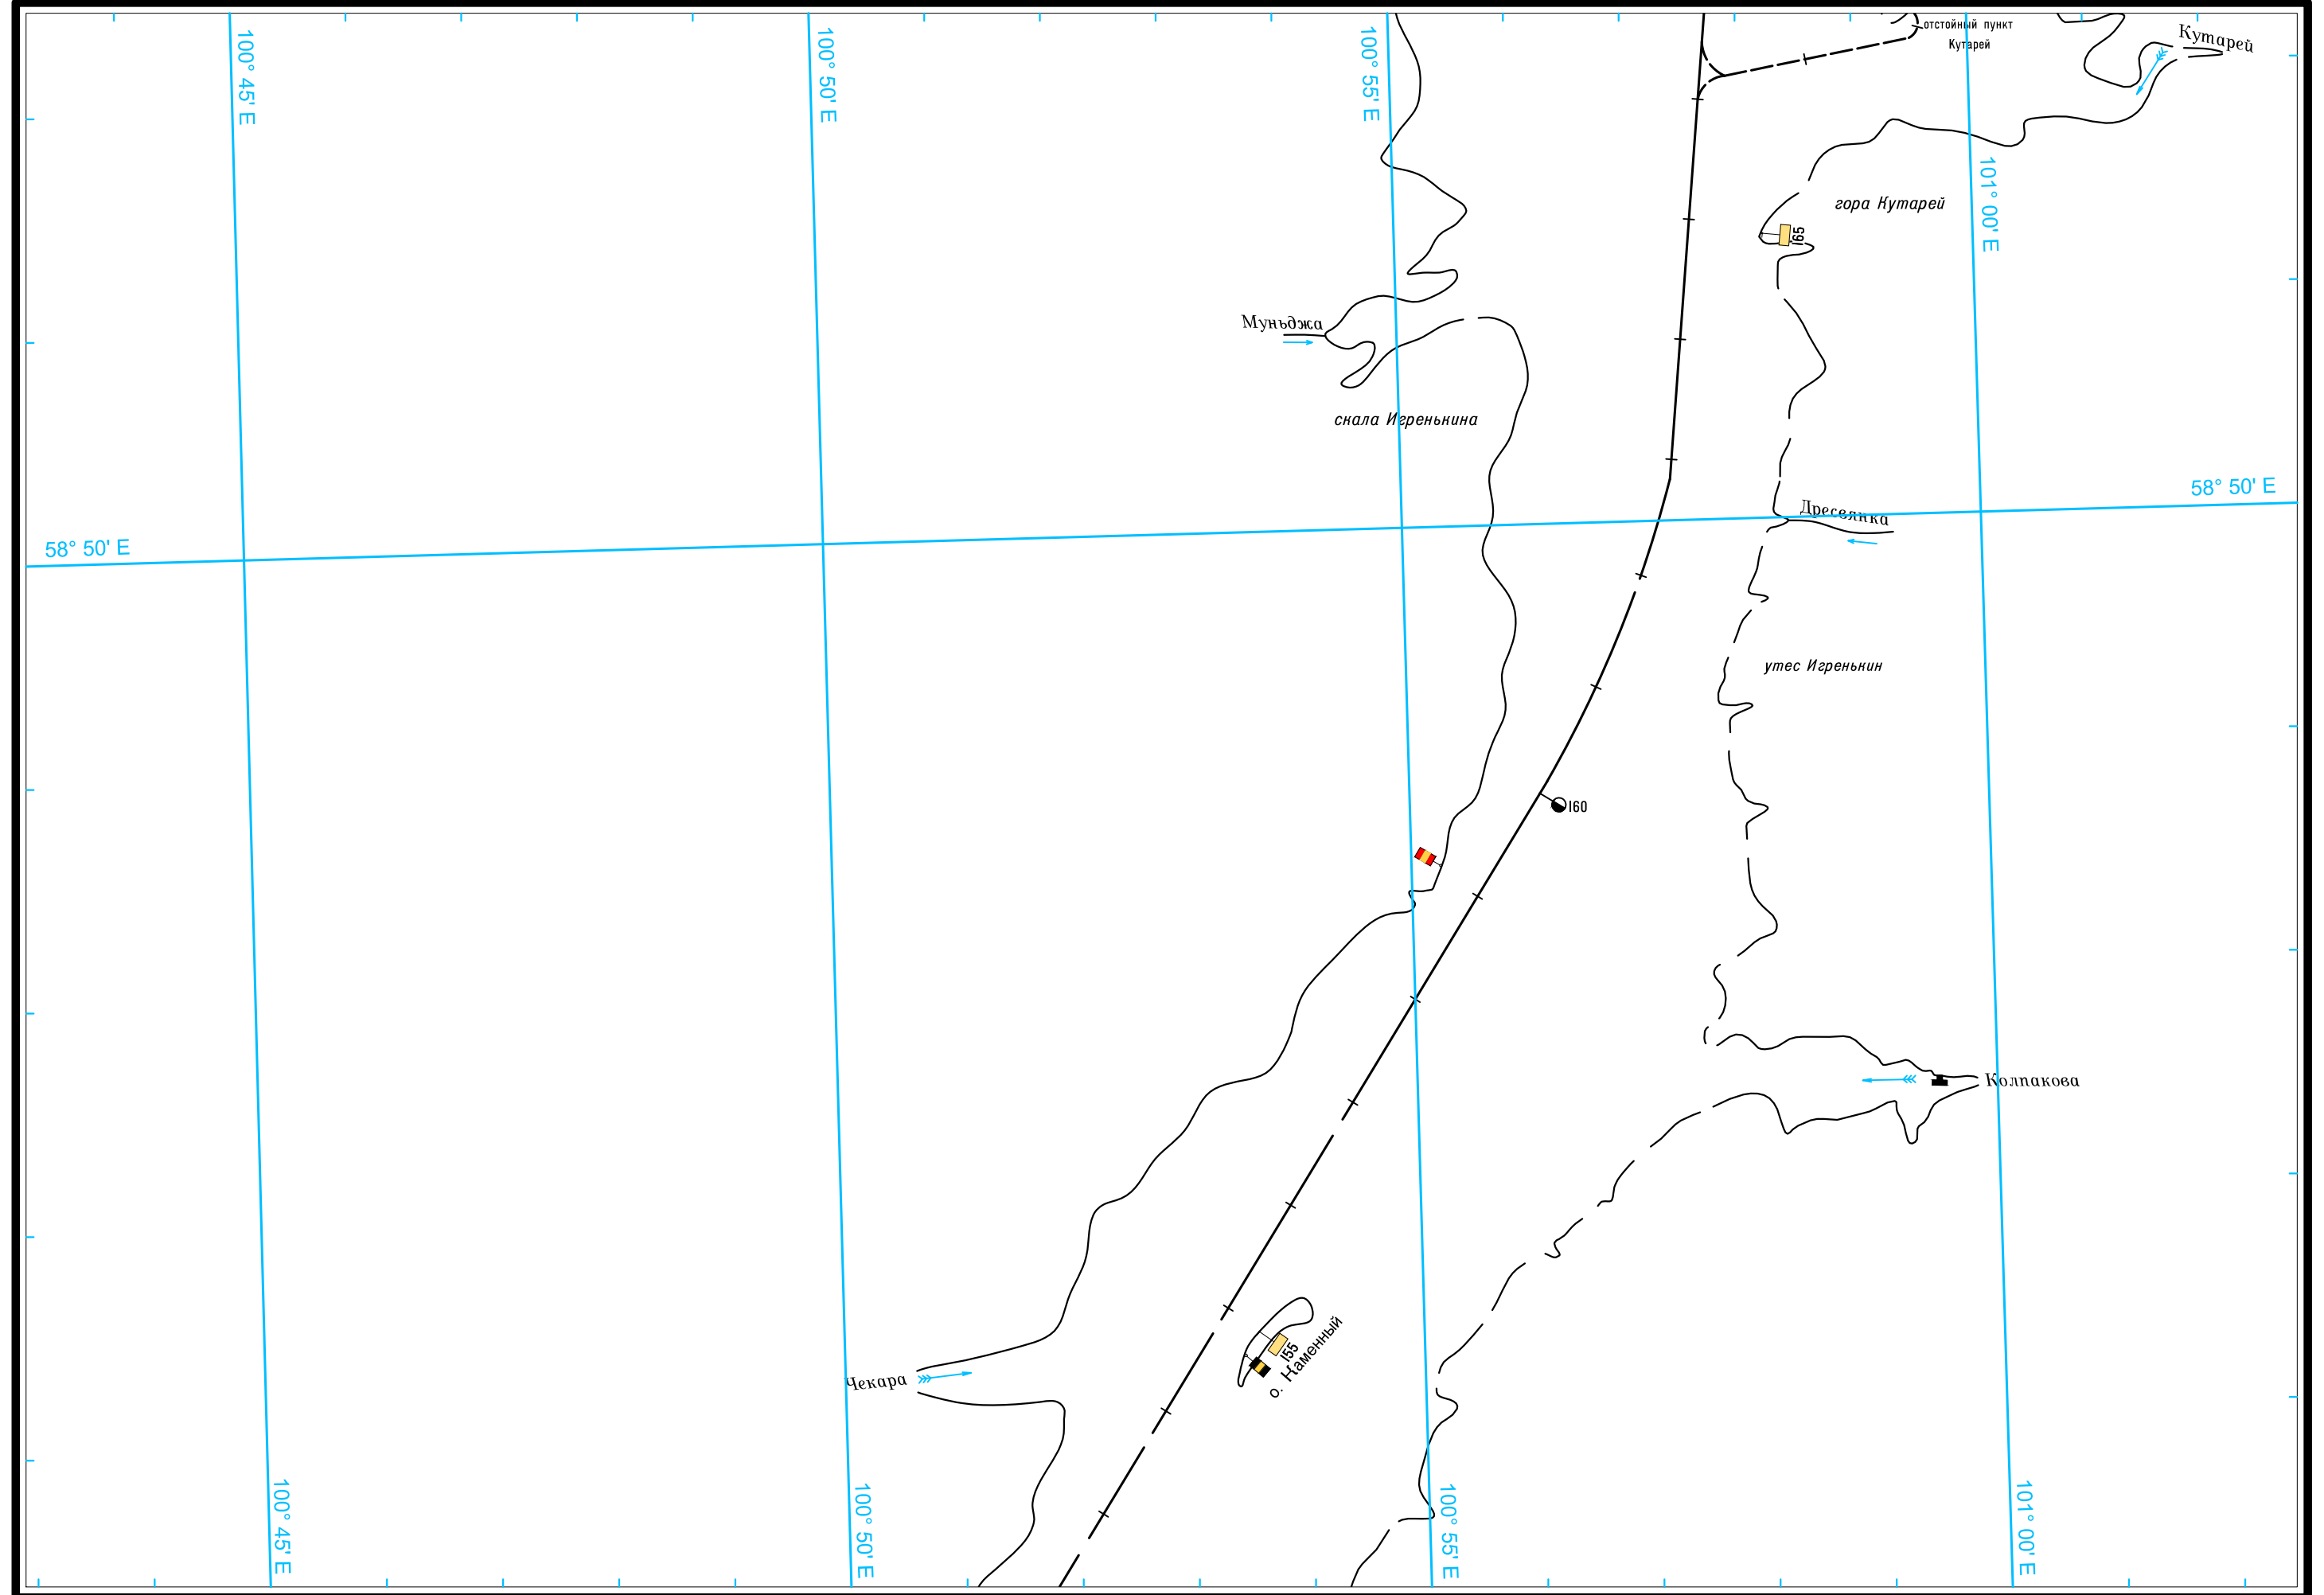 отстойный пункт
Кутарей
Кутарей
100° 45' E
100° 50' E
100° 55' E
101° 00' E
гора Кутарей
165
Муньджа
скала Игренькина
58° 50' E
Дресвянка
58° 50' E
утес Игренькин
160
Колпакова
155
о. Каменный
Чекара
100° 45' E
100° 50' E
100° 55' E
101° 00' E